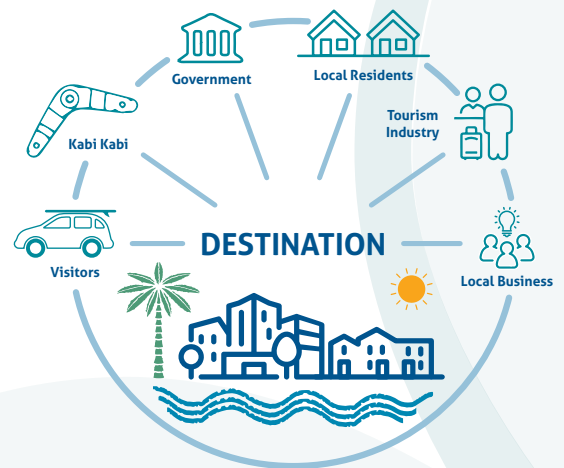 Government
Local Residents
Tourism
Industry
Kabi Kabi
DESTINATION
Visitors
Local Business